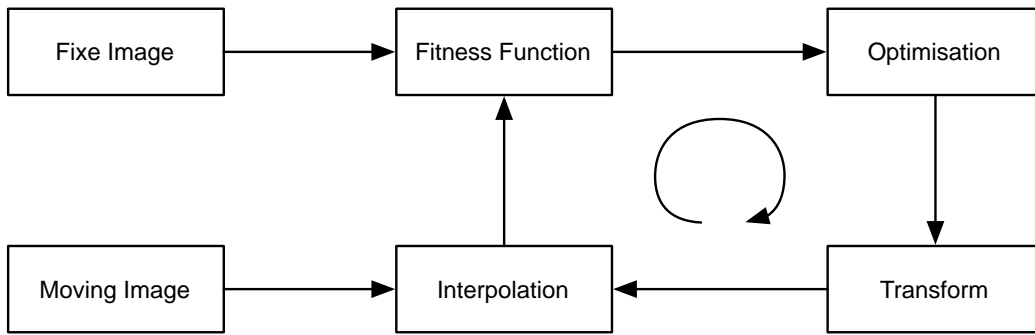 Fixe Image
Fitness Function
Optimisation
Moving Image
Interpolation
Transform